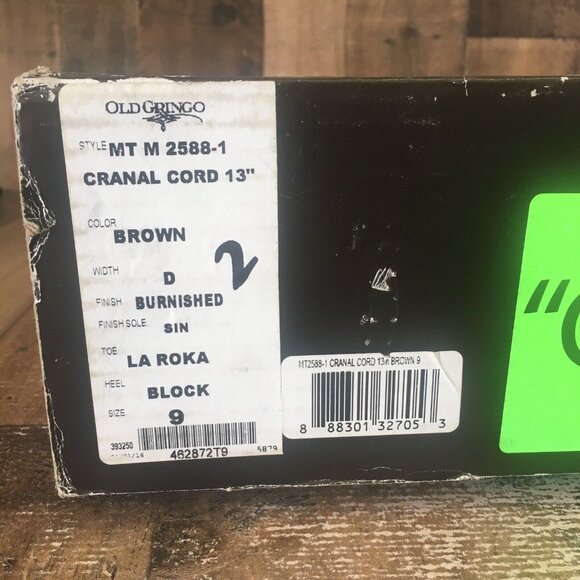 OLD GRINGO
STYLE MT M 2588-1
CRANAL CORD 13"
COLOR
BROWN
2
WIDTH
D
FINISH BURNISHED
FINISH SOLE
SIN
TOE
LA ROKA
HEEL
BLOCK
SIZE
9
393250
462872T9
5879
MT2588-1 CRANAL CORD 13in BROWN 9
8 88301 32705 3
"